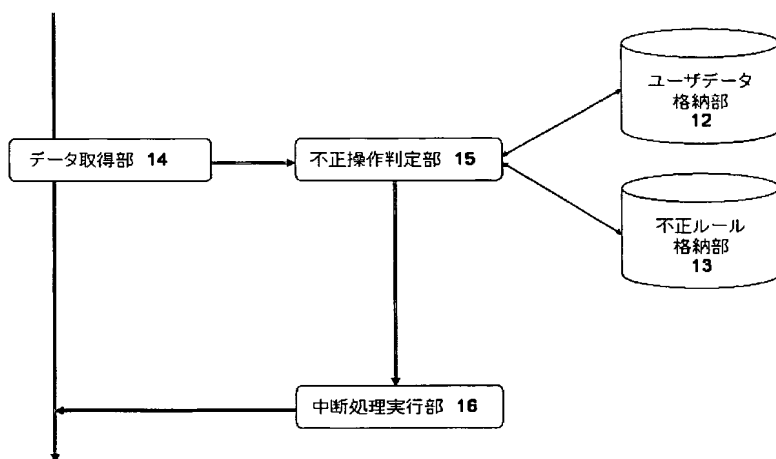 ユーザデータ
格納部
12
データ取得部 14
不正操作判定部 15
不正ルール
格納部
13
中断処理実行部 16